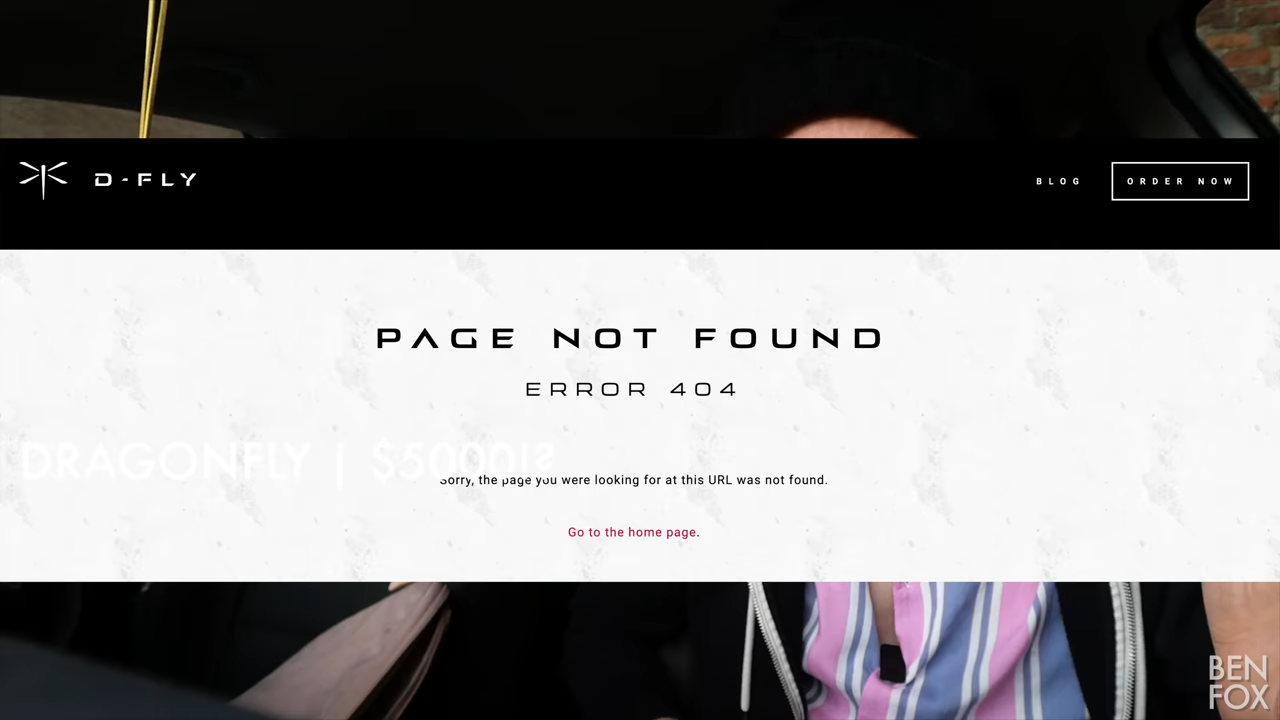 D-FLY
BLOG
ORDER NOW
PAGE NOT FOUND
ERROR 404
DRAGONFLY | $5000!?
Sorry, the page you were looking for at this URL was not found.
Go to the home page.
BEN
FOX